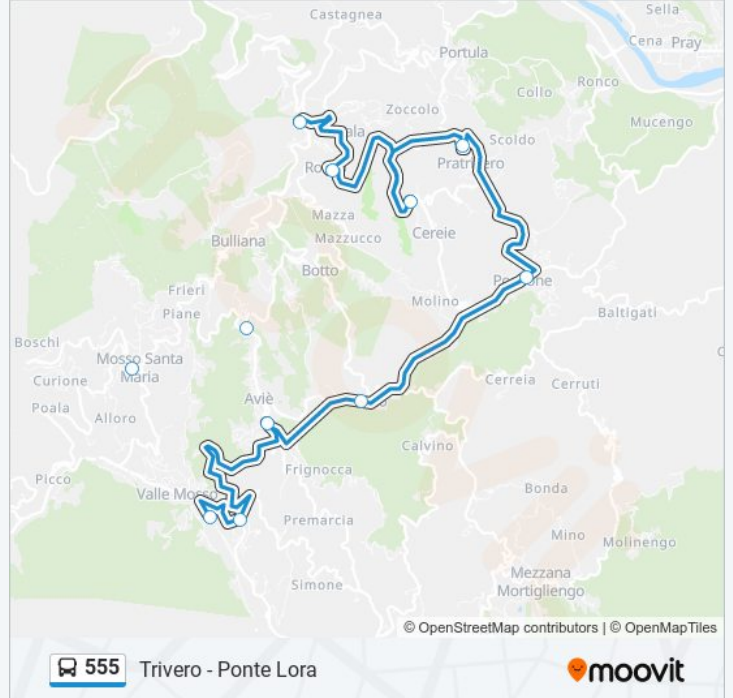 Castagnea
Sella
Cena
Pray
Portula
Ronco
Collo
Zoccolo
Mucengo
Scoldo
Pratrivero
Mazza
Mazzucco
Cereie
Bulliana
Botto
Frieri
Piane
Molino
Baltigati
Boschi
Mosso Santa
Maria
Curione
Cerreia
Cerruti
Poala
Alloro
Aviè
Calvino
Picco
Frignocca
Valle Mosso
Bonda
Premarcia
Mino
Molinengo
Simone
Mezzana
Mortigliengo
© OpenStreetMap contributors | © OpenMapTiles
555 Trivero - Ponte Lora
moovit